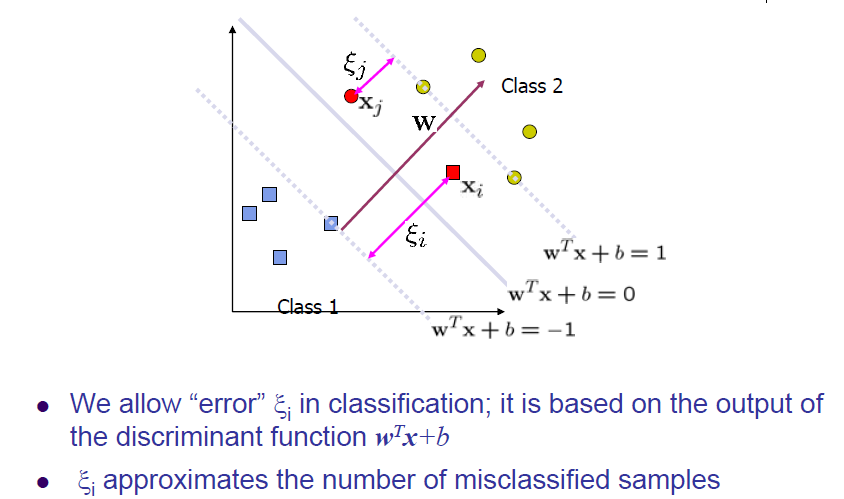 ξj
xj
Class 2
w
xi
ξi
wᵀx + b = 1
wᵀx + b = 0
Class 1
wᵀx + b = −1
● We allow “error” ξi in classification; it is based on the output of
the discriminant function wᵀx+b
● ξi approximates the number of misclassified samples